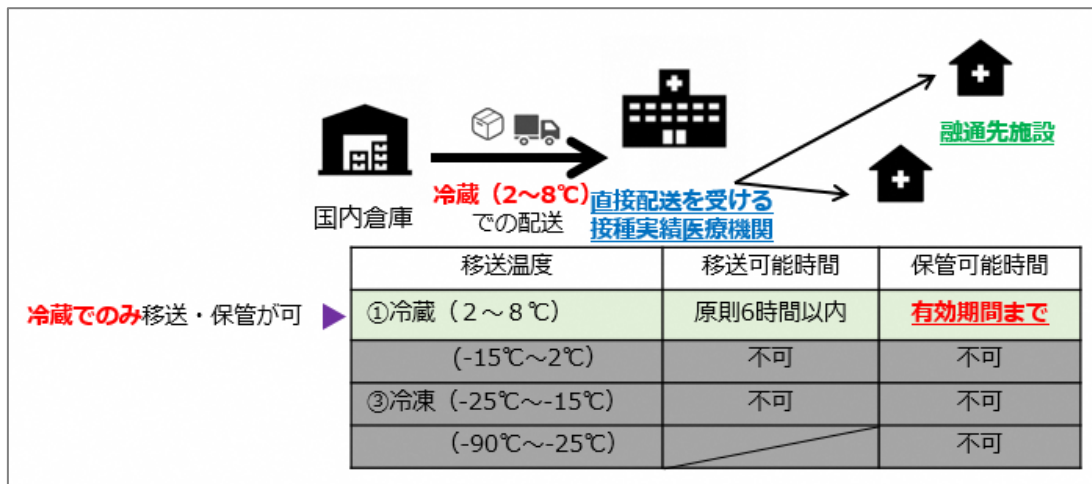 融通先施設
国内倉庫
冷蔵（2～8℃）
での配送
直接配送を受ける
接種実績医療機関
移送温度 移送可能時間 保管可能時間
冷蔵でのみ移送・保管が可
①冷蔵（２～８℃） 原則6時間以内 有効期間まで
(-15℃～2℃) 不可 不可
③冷凍（-25℃～-15℃） 不可 不可
(-90℃～-25℃) 不可